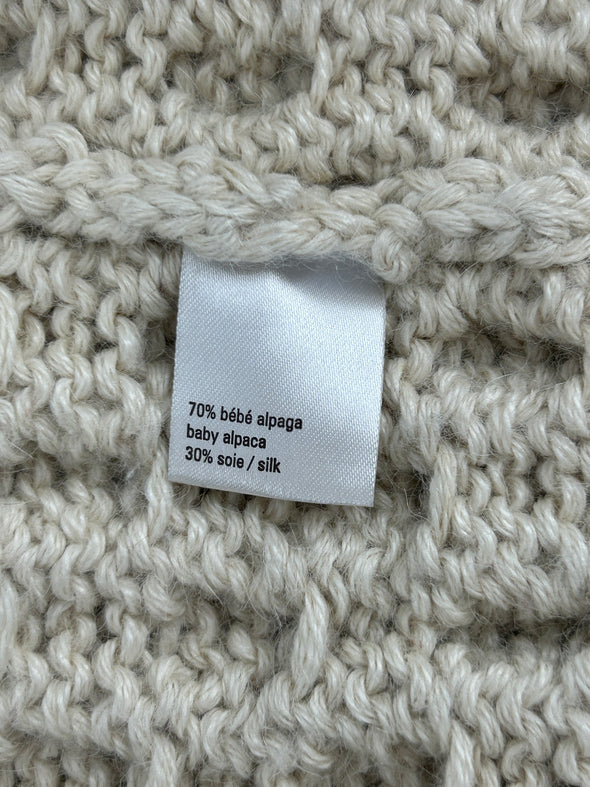 70% bébé alpaga
baby alpaca
30% soie / silk